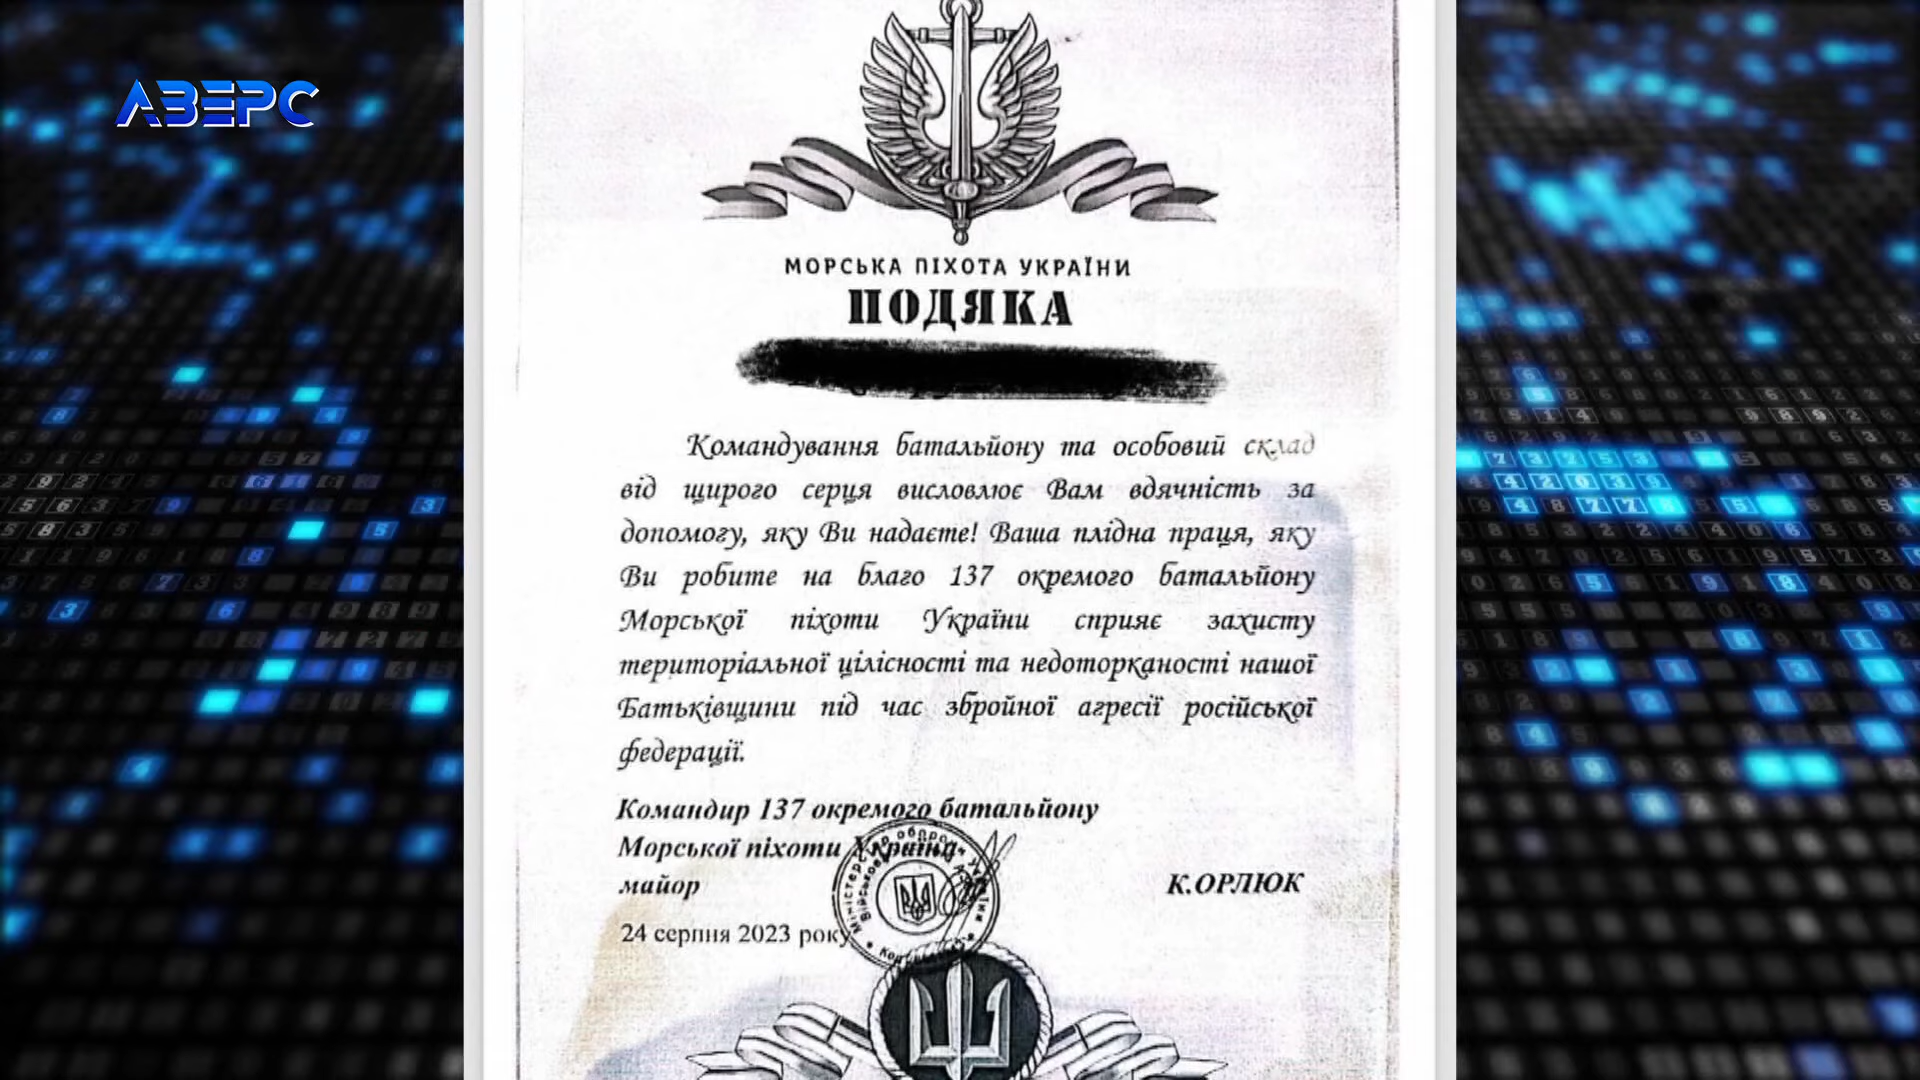 АВЕРС
МОРСЬКА ПІХОТА УКРАЇНИ
ПОДЯКА
Командування батальйону та особовий склад
від щирого серця висловлює Вам вдячність за
допомогу, яку Ви надаєте! Ваша плідна праця, яку
Ви робите на благо 137 окремого батальйону
Морської піхоти України сприяє захисту
територіальної цілісності та недоторканості нашої
Батьківщини під час збройної агресії російської
федерації.
Командир 137 окремого батальйону
Морської піхоти
майор
К.ОРЛЮК
24 серпня 2023 року